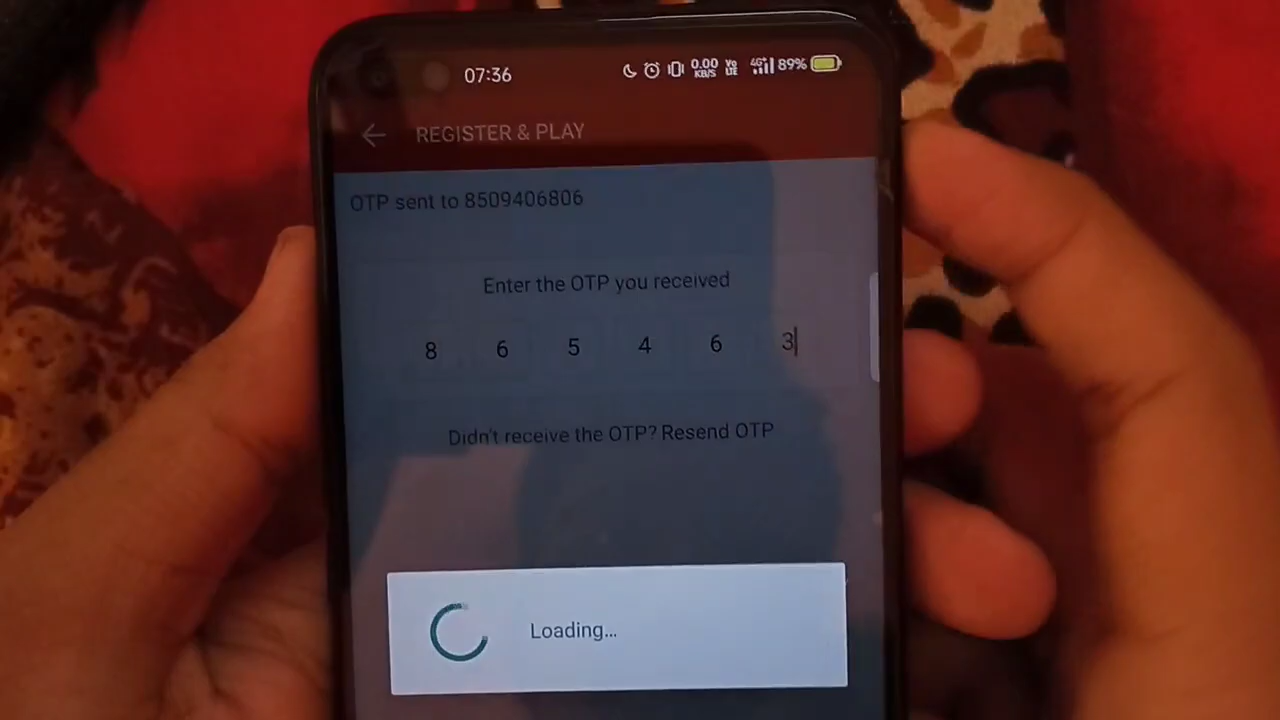 07:36 0.00 KB/S Vo LTE 4G+ 89%
REGISTER & PLAY
OTP sent to 8509406806
Enter the OTP you received
8 6 5 4 6 3
Didn't receive the OTP? Resend OTP
Loading...